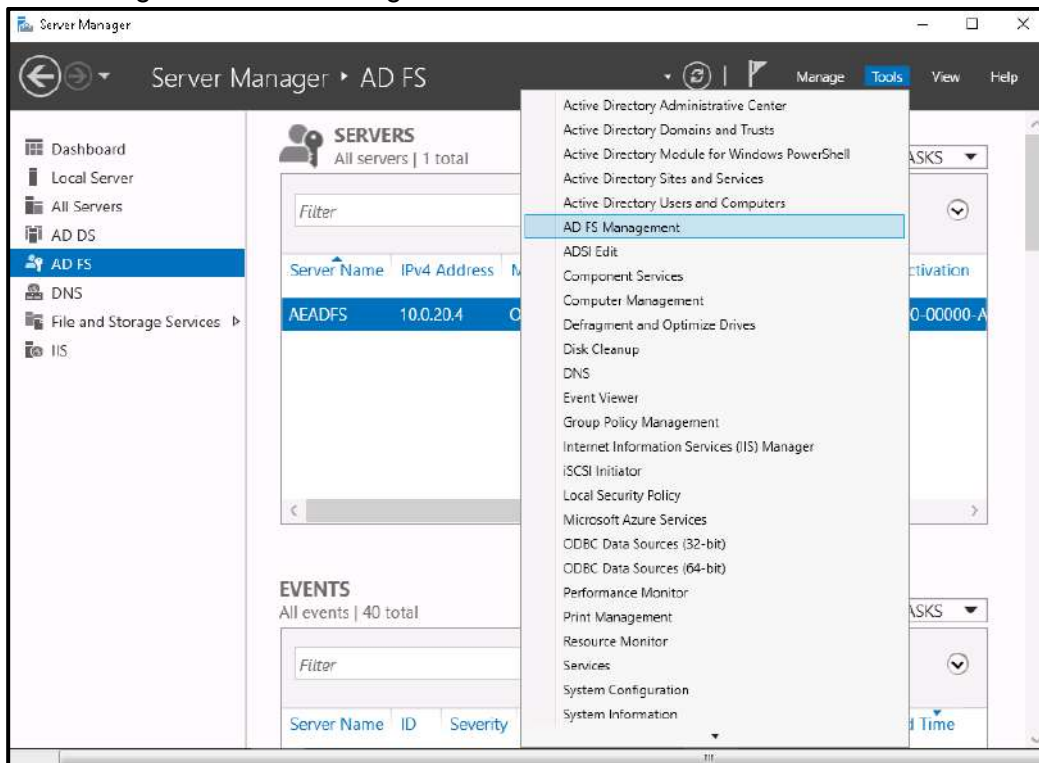 Server Manager
Server Manager • AD FS
Manage Tools View Help
Dashboard
Local Server
All Servers
AD DS
AD FS
DNS
File and Storage Services
IIS
SERVERS
All servers | 1 total
ASKS
Filter
Server Name IPv4 Address M
ctivation
AEADFS 10.0.20.4 O
0-00000-A
EVENTS
All events | 40 total
ASKS
Filter
Server Name ID Severity
d Time
Active Directory Administrative Center
Active Directory Domains and Trusts
Active Directory Module for Windows PowerShell
Active Directory Sites and Services
Active Directory Users and Computers
AD FS Management
ADSI Edit
Component Services
Computer Management
Defragment and Optimize Drives
Disk Cleanup
DNS
Event Viewer
Group Policy Management
Internet Information Services (IIS) Manager
iSCSI Initiator
Local Security Policy
Microsoft Azure Services
ODBC Data Sources (32-bit)
ODBC Data Sources (64-bit)
Performance Monitor
Print Management
Resource Monitor
Services
System Configuration
System Information